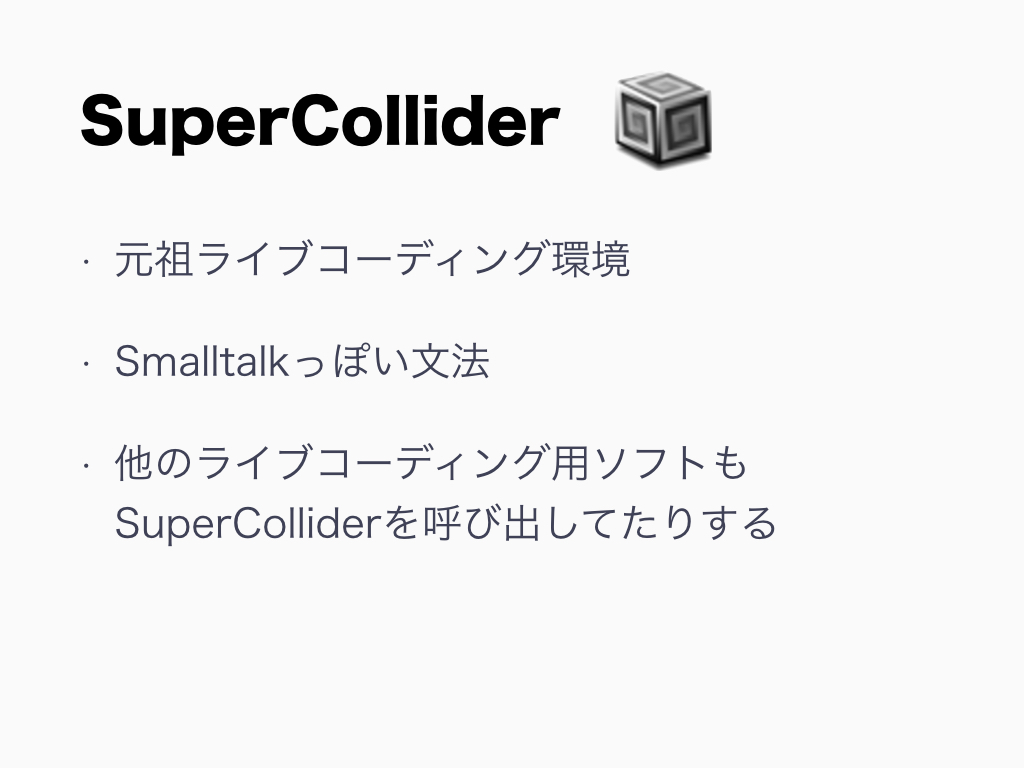 SuperCollider
・ 元祖ライブコーディング環境
・ Smalltalkっぽい文法
・ 他のライブコーディング用ソフトも
SuperColliderを呼び出してたりする